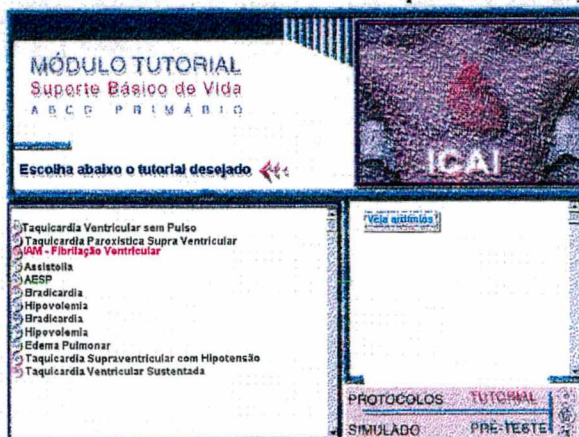 MÓDULO TUTORIAL
Suporte Básico de Vida
A B C D P R I M Á R I O
Escolha abaixo o tutorial desejado
ICAI
Taquicardia Ventricular sem Pulso
Taquicardia Paroxística Supra Ventricular
IAM - Fibrilação Ventricular
Assistolia
AESP
Bradicardia
Hipovolemia
Bradicardia
Hipovolemia
Edema Pulmonar
Taquicardia Supraventricular com Hipotensão
Taquicardia Ventricular Sustentada
Veja arritmias
PROTOCOLOS TUTORIAL
SIMULADO PRÉ-TESTE